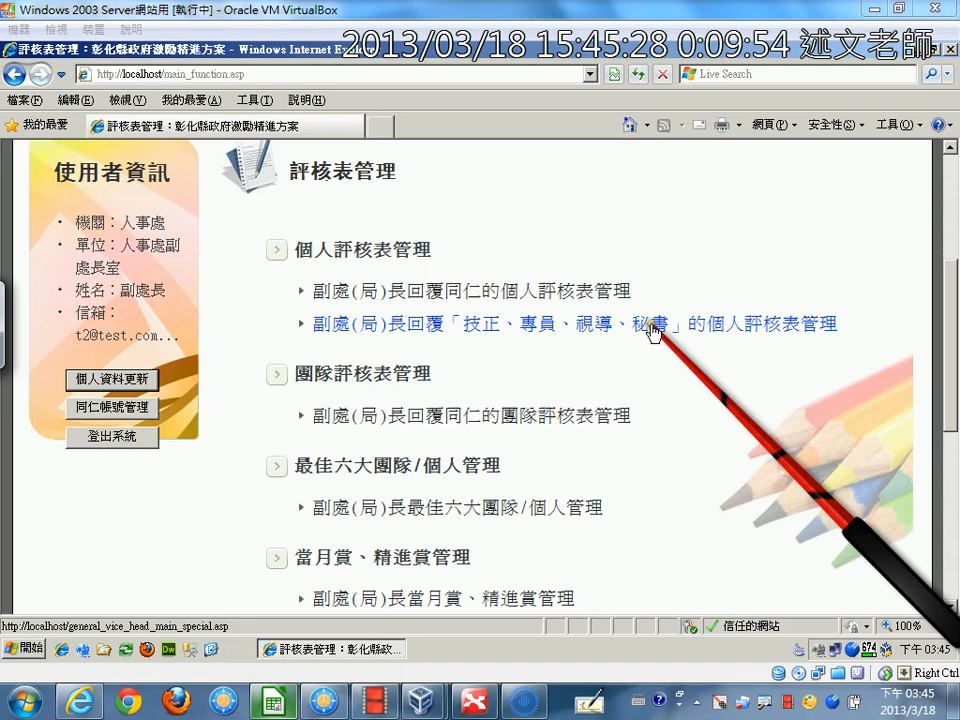 Windows 2003 Server網站用 [執行中] - Oracle VM VirtualBox
機器 檢視 裝置 說明
評核表管理：彰化縣政府激勵精進方案 - Windows Internet Explorer
2013/03/18 15:45:28 0:09:54 述文老師
http://localhost/main_function.asp
Live Search
檔案(F) 編輯(E) 檢視(V) 我的最愛(A) 工具(T) 說明(H)
我的最愛 評核表管理：彰化縣政府激勵精進方案
網頁(P) 安全性(S) 工具(O)
使用者資訊
• 機關：人事處
• 單位：人事處副
處長室
• 姓名：副處長
• 信箱：
t2@test.com...
個人資料更新
同仁帳號管理
登出系統
評核表管理
個人評核表管理
副處(局)長回覆同仁的個人評核表管理
副處(局)長回覆「技正、專員、視導、秘書」的個人評核表管理
團隊評核表管理
副處(局)長回覆同仁的團隊評核表管理
最佳六大團隊/個人管理
副處(局)長最佳六大團隊/個人管理
當月賞、精進賞管理
副處(局)長當月賞、精進賞管理
http://localhost/general_vice_head_main_special.asp
信任的網站
100%
開始
評核表管理：彰化縣政...
674
下午 03:45
Right Ctrl
下午 03:45
2013/3/18